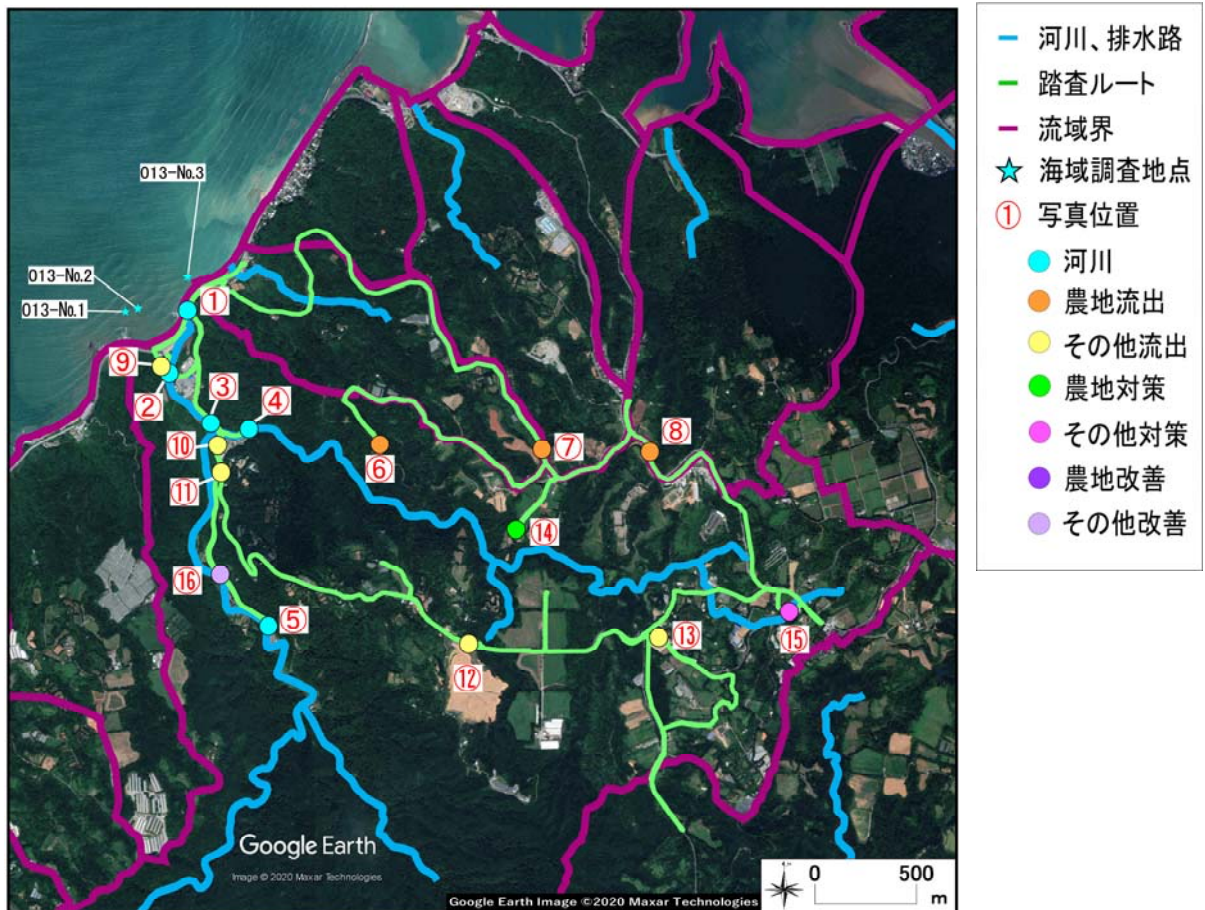 013-No.3
013-No.2
013-No.1
①
⑨
②
③
④
⑩
⑪
⑥
⑦
⑧
⑭
⑯
⑤
⑫
⑬
⑮
Google Earth
Image © 2020 Maxar Technologies
Google Earth Image ©2020 Maxar Technologies
0 500
m
河川、排水路
踏査ルート
流域界
海域調査地点
① 写真位置
河川
農地流出
その他流出
農地対策
その他対策
農地改善
その他改善